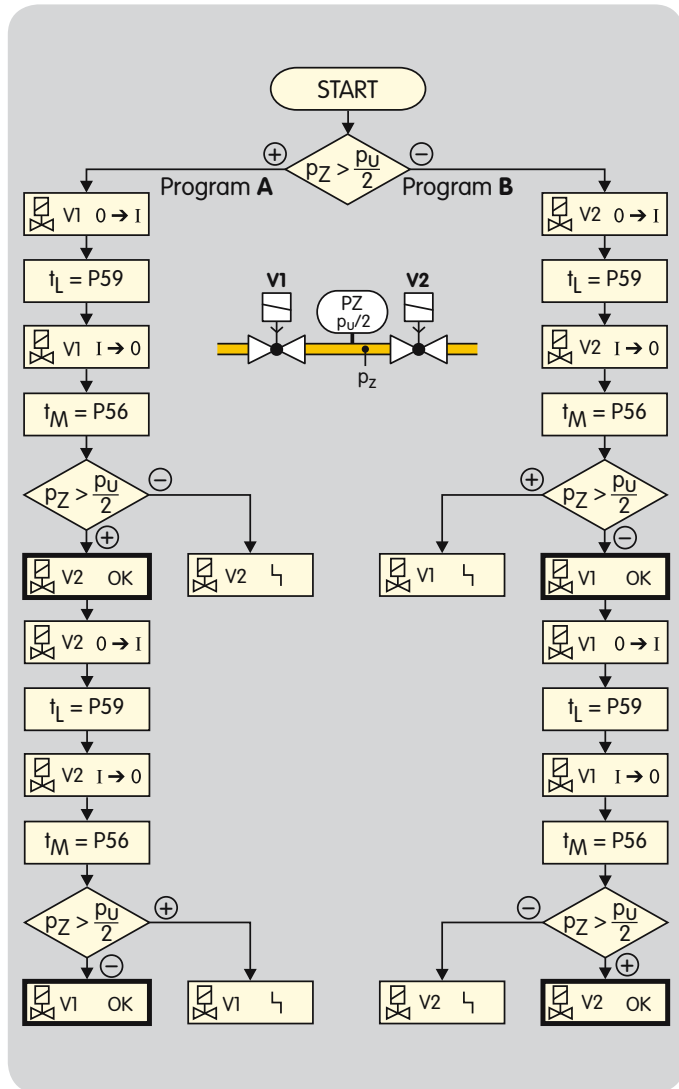 START
pZ > pu/2
+ −
Program A Program B
V1 0 → I
V2 0 → I
tL = P59
tL = P59
V1 V2
PZ
pu/2
pZ
V1 I → 0
V2 I → 0
tM = P56
tM = P56
pZ > pu/2 −
+ pZ > pu/2
+ −
V2 OK
V2
V1
V1 OK
V2 0 → I
V1 0 → I
tL = P59
tL = P59
V2 I → 0
V1 I → 0
tM = P56
tM = P56
pZ > pu/2 +
− pZ > pu/2
− +
V1 OK
V1
V2
V2 OK